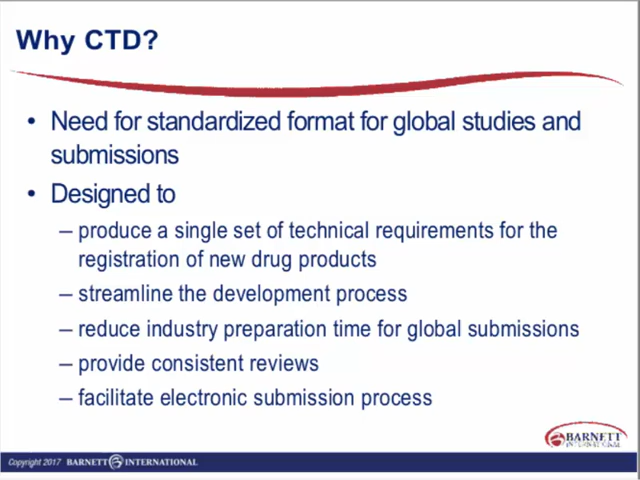 Why CTD?
• Need for standardized format for global studies and
submissions
• Designed to
– produce a single set of technical requirements for the
registration of new drug products
– streamline the development process
– reduce industry preparation time for global submissions
– provide consistent reviews
– facilitate electronic submission process
BARNETT
INTERNATIONAL
Copyright 2017 BARNETT INTERNATIONAL